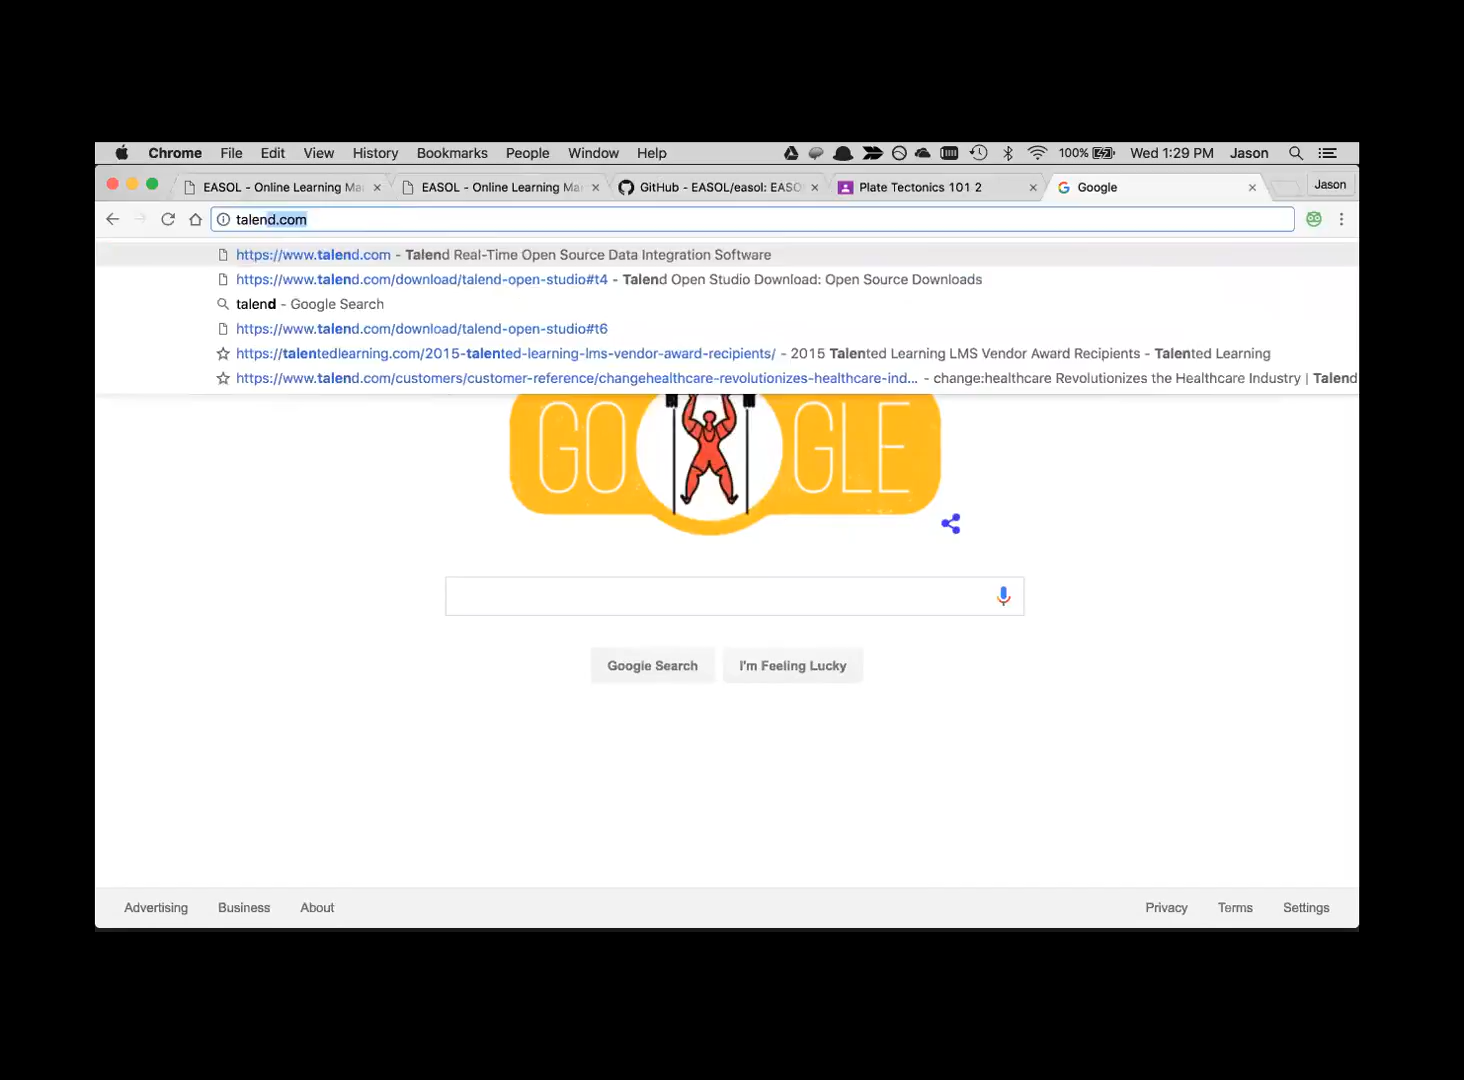 Chrome File Edit View History Bookmarks People Window Help 100% Wed 1:29 PM Jason
EASOL - Online Learning Ma EASOL - Online Learning Ma GitHub - EASOL/easol: EASO Plate Tectonics 101 2 Google Jason
talend.com
https://www.talend.com - Talend Real-Time Open Source Data Integration Software
https://www.talend.com/download/talend-open-studio#t4 - Talend Open Studio Download: Open Source Downloads
talend - Google Search
https://www.talend.com/download/talend-open-studio#t6
https://talentedlearning.com/2015-talented-learning-lms-vendor-award-recipients/ - 2015 Talented Learning LMS Vendor Award Recipients - Talented Learning
https://www.talend.com/customers/customer-reference/changehealthcare-revolutionizes-healthcare-ind... - change:healthcare Revolutionizes the Healthcare Industry | Talend
GO GLE
Google Search I'm Feeling Lucky
Advertising Business About Privacy Terms Settings